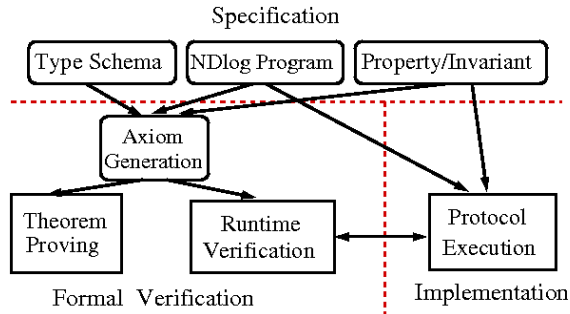 Specification
Type Schema
NDlog Program
Property/Invariant
Axiom
Generation
Theorem
Proving
Runtime
Verification
Protocol
Execution
Formal Verification
Implementation